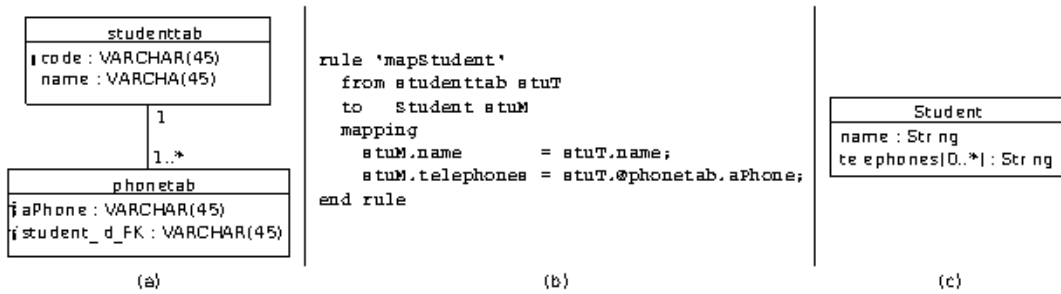 studenttab
code : VARCHAR(45)
name : VARCHA(45)
1
1..*
phonetab
aPhone : VARCHAR(45)
student_ d_FK : VARCHAR(45)
(a)
rule 'mapStudent'
from studenttab stuT
to Student stuM
mapping
stuM.name = stuT.name;
stuM.telephones = stuT.@phonetab.aPhone;
end rule
(b)
Student
name : Str ng
te ephones[0..*] : Str ng
(c)